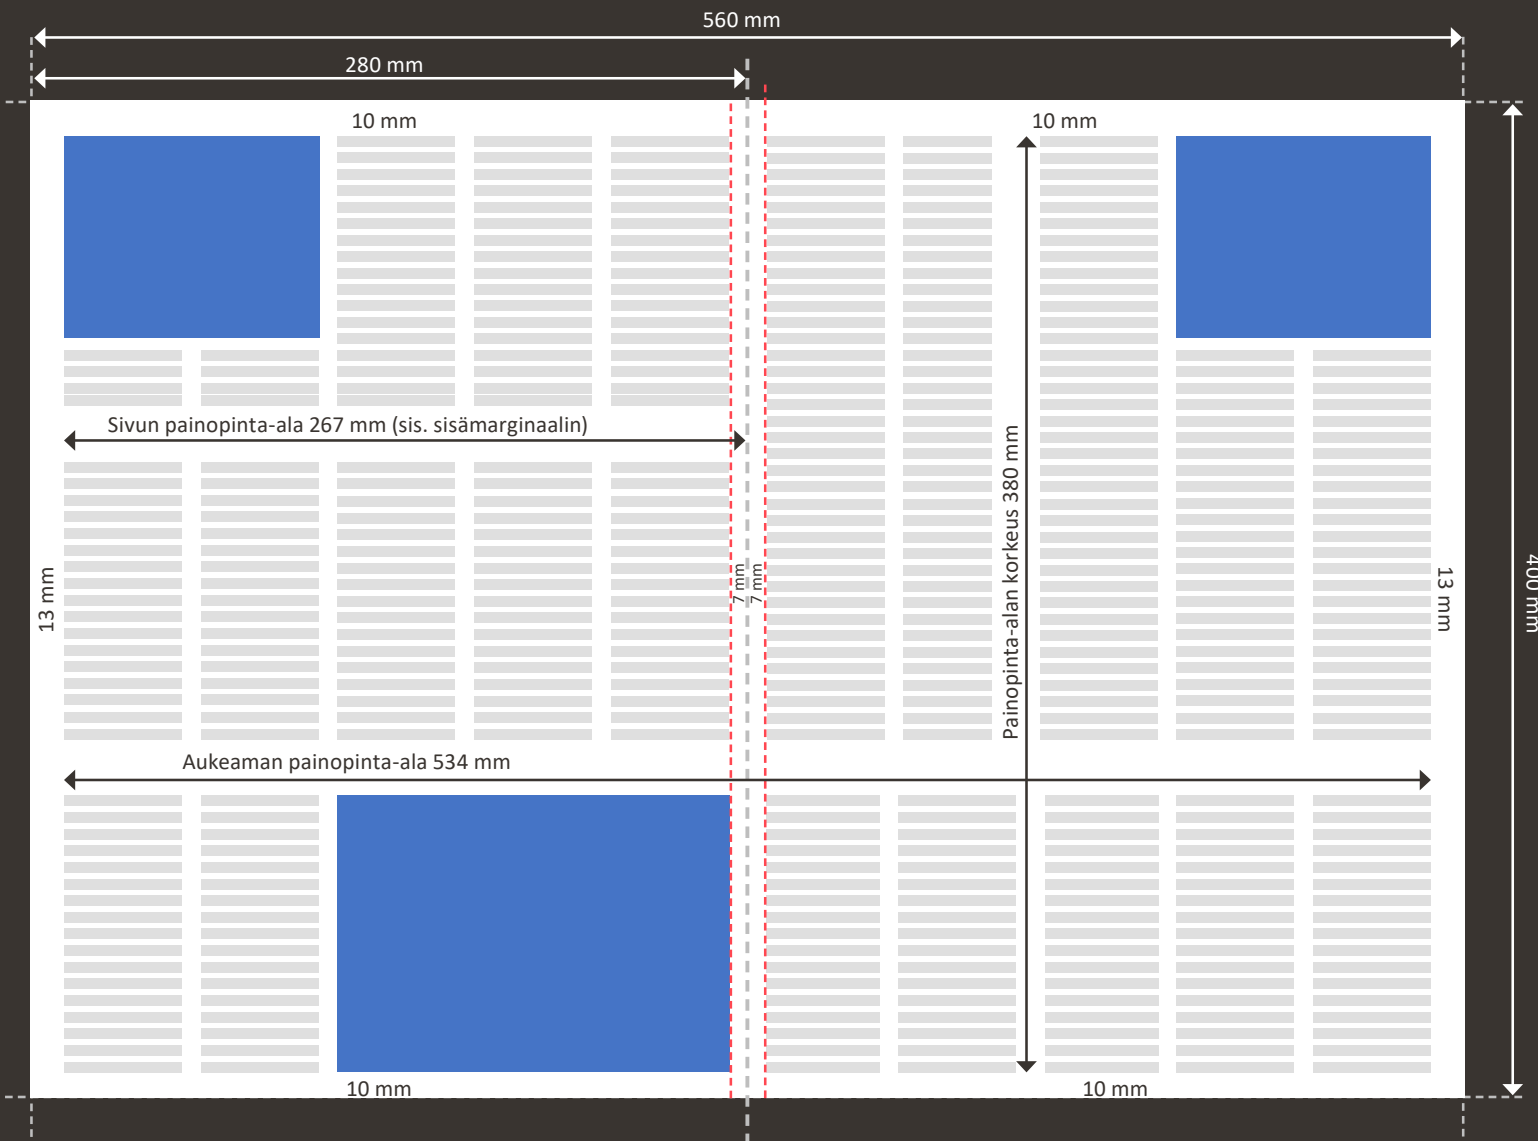 560 mm
280 mm
10 mm
10 mm
Sivun painopinta-ala 267 mm (sis. sisämarginaalin)
Painopinta-alan korkeus 380 mm
13 mm
7 mm
7 mm
13 mm
400 mm
Aukeaman painopinta-ala 534 mm
10 mm
10 mm